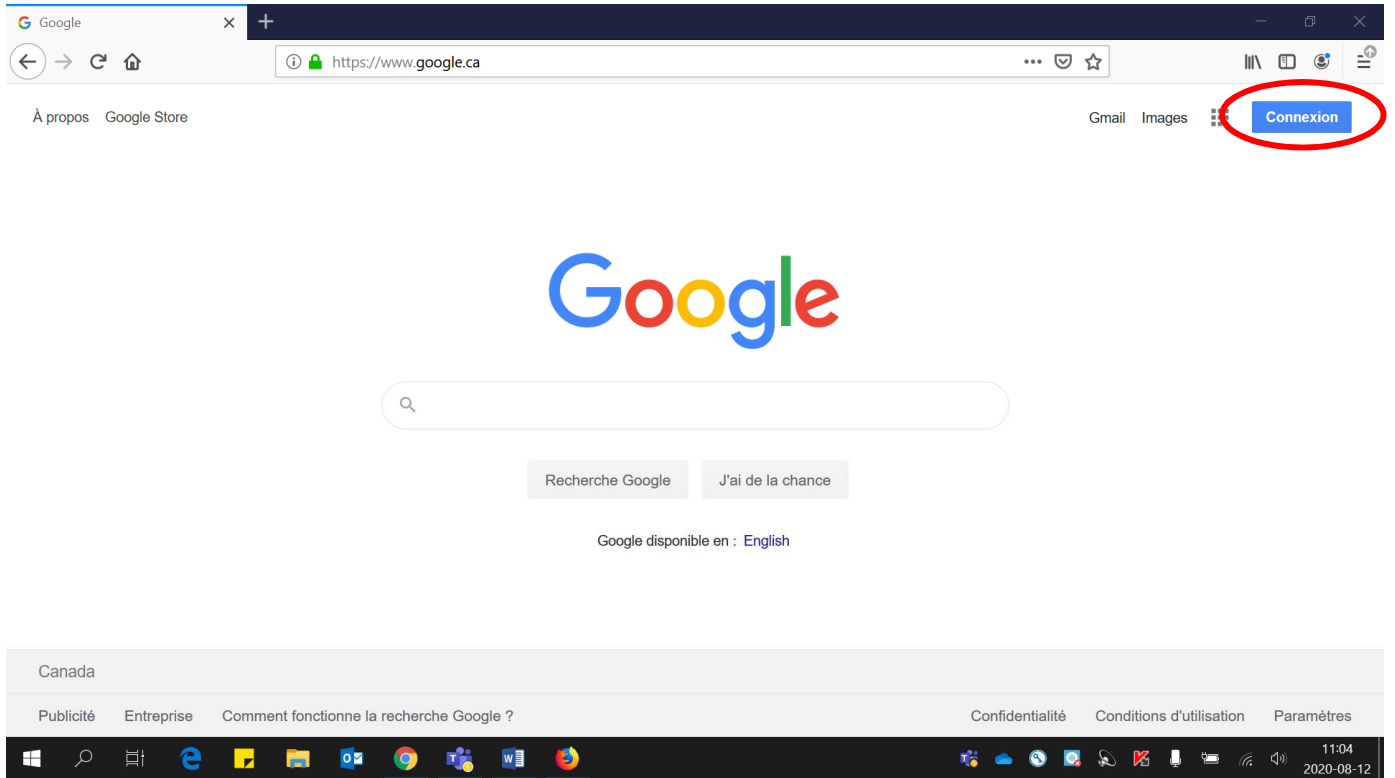 Google
https://www.google.ca
À propos Google Store Gmail Images Connexion
Google
Recherche Google J'ai de la chance
Google disponible en : English
Canada
Publicité Entreprise Comment fonctionne la recherche Google ? Confidentialité Conditions d'utilisation Paramètres
11:04
2020-08-12